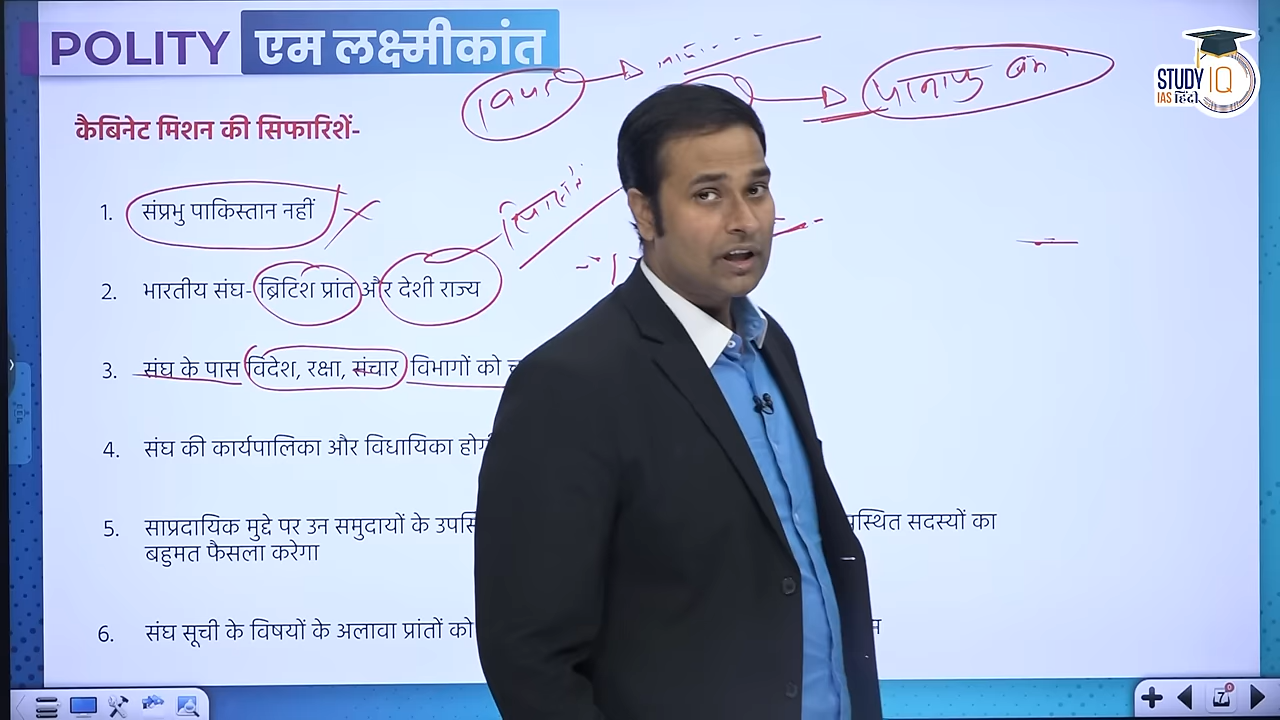 POLITY एम लक्ष्मीकांत
STUDY IQ
IAS हिंदी
कैबिनेट मिशन की सिफारिशें-
1. संप्रभु पाकिस्तान नहीं
2. भारतीय संघ- ब्रिटिश प्रांत और देशी राज्य
3. संघ के पास विदेश, रक्षा, संचार विभागों को
4. संघ की कार्यपालिका और विधायिका
5. साप्रदायिक मुद्दे पर उन समुदायों के सदस्यों का
बहुमत फैसला करेगा
6. संघ सूची के विषयों के अलावा प्रांतों को
7